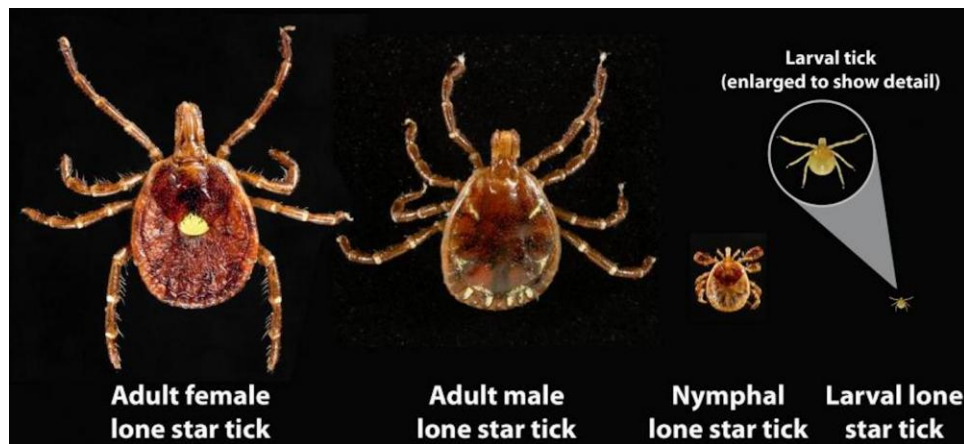 Larval tick
(enlarged to show detail)
Adult female
lone star tick
Adult male
lone star tick
Nymphal
lone star tick
Larval lone
star tick